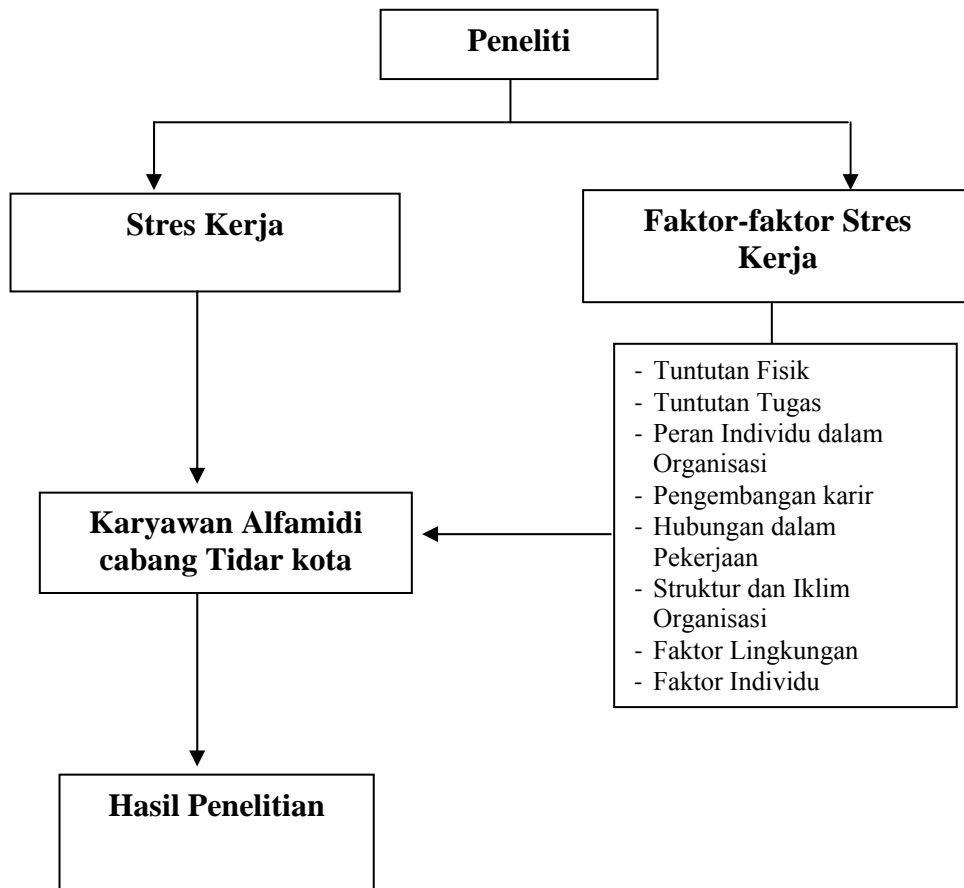 Peneliti
Stres Kerja
Faktor-faktor Stres
Kerja
- Tuntutan Fisik
- Tuntutan Tugas
- Peran Individu dalam
Organisasi
- Pengembangan karir
- Hubungan dalam
Pekerjaan
- Struktur dan Iklim
Organisasi
- Faktor Lingkungan
- Faktor Individu
Karyawan Alfamidi
cabang Tidar kota
Hasil Penelitian